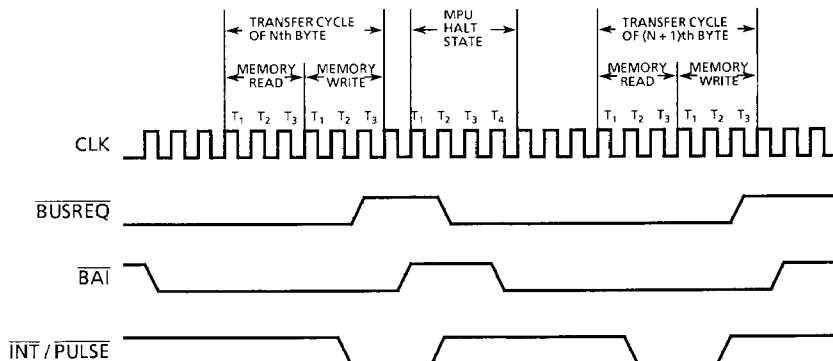 TRANSFER CYCLE
OF Nth BYTE
MPU
HALT
STATE
TRANSFER CYCLE
OF (N + 1)th BYTE
MEMORY
READ
MEMORY
WRITE
MEMORY
READ
MEMORY
WRITE
T1 T2 T3 T1 T2 T3 T1 T2 T3 T4 T1 T2 T3 T1 T2 T3
CLK
BUSREQ
BAI
INT / PULSE